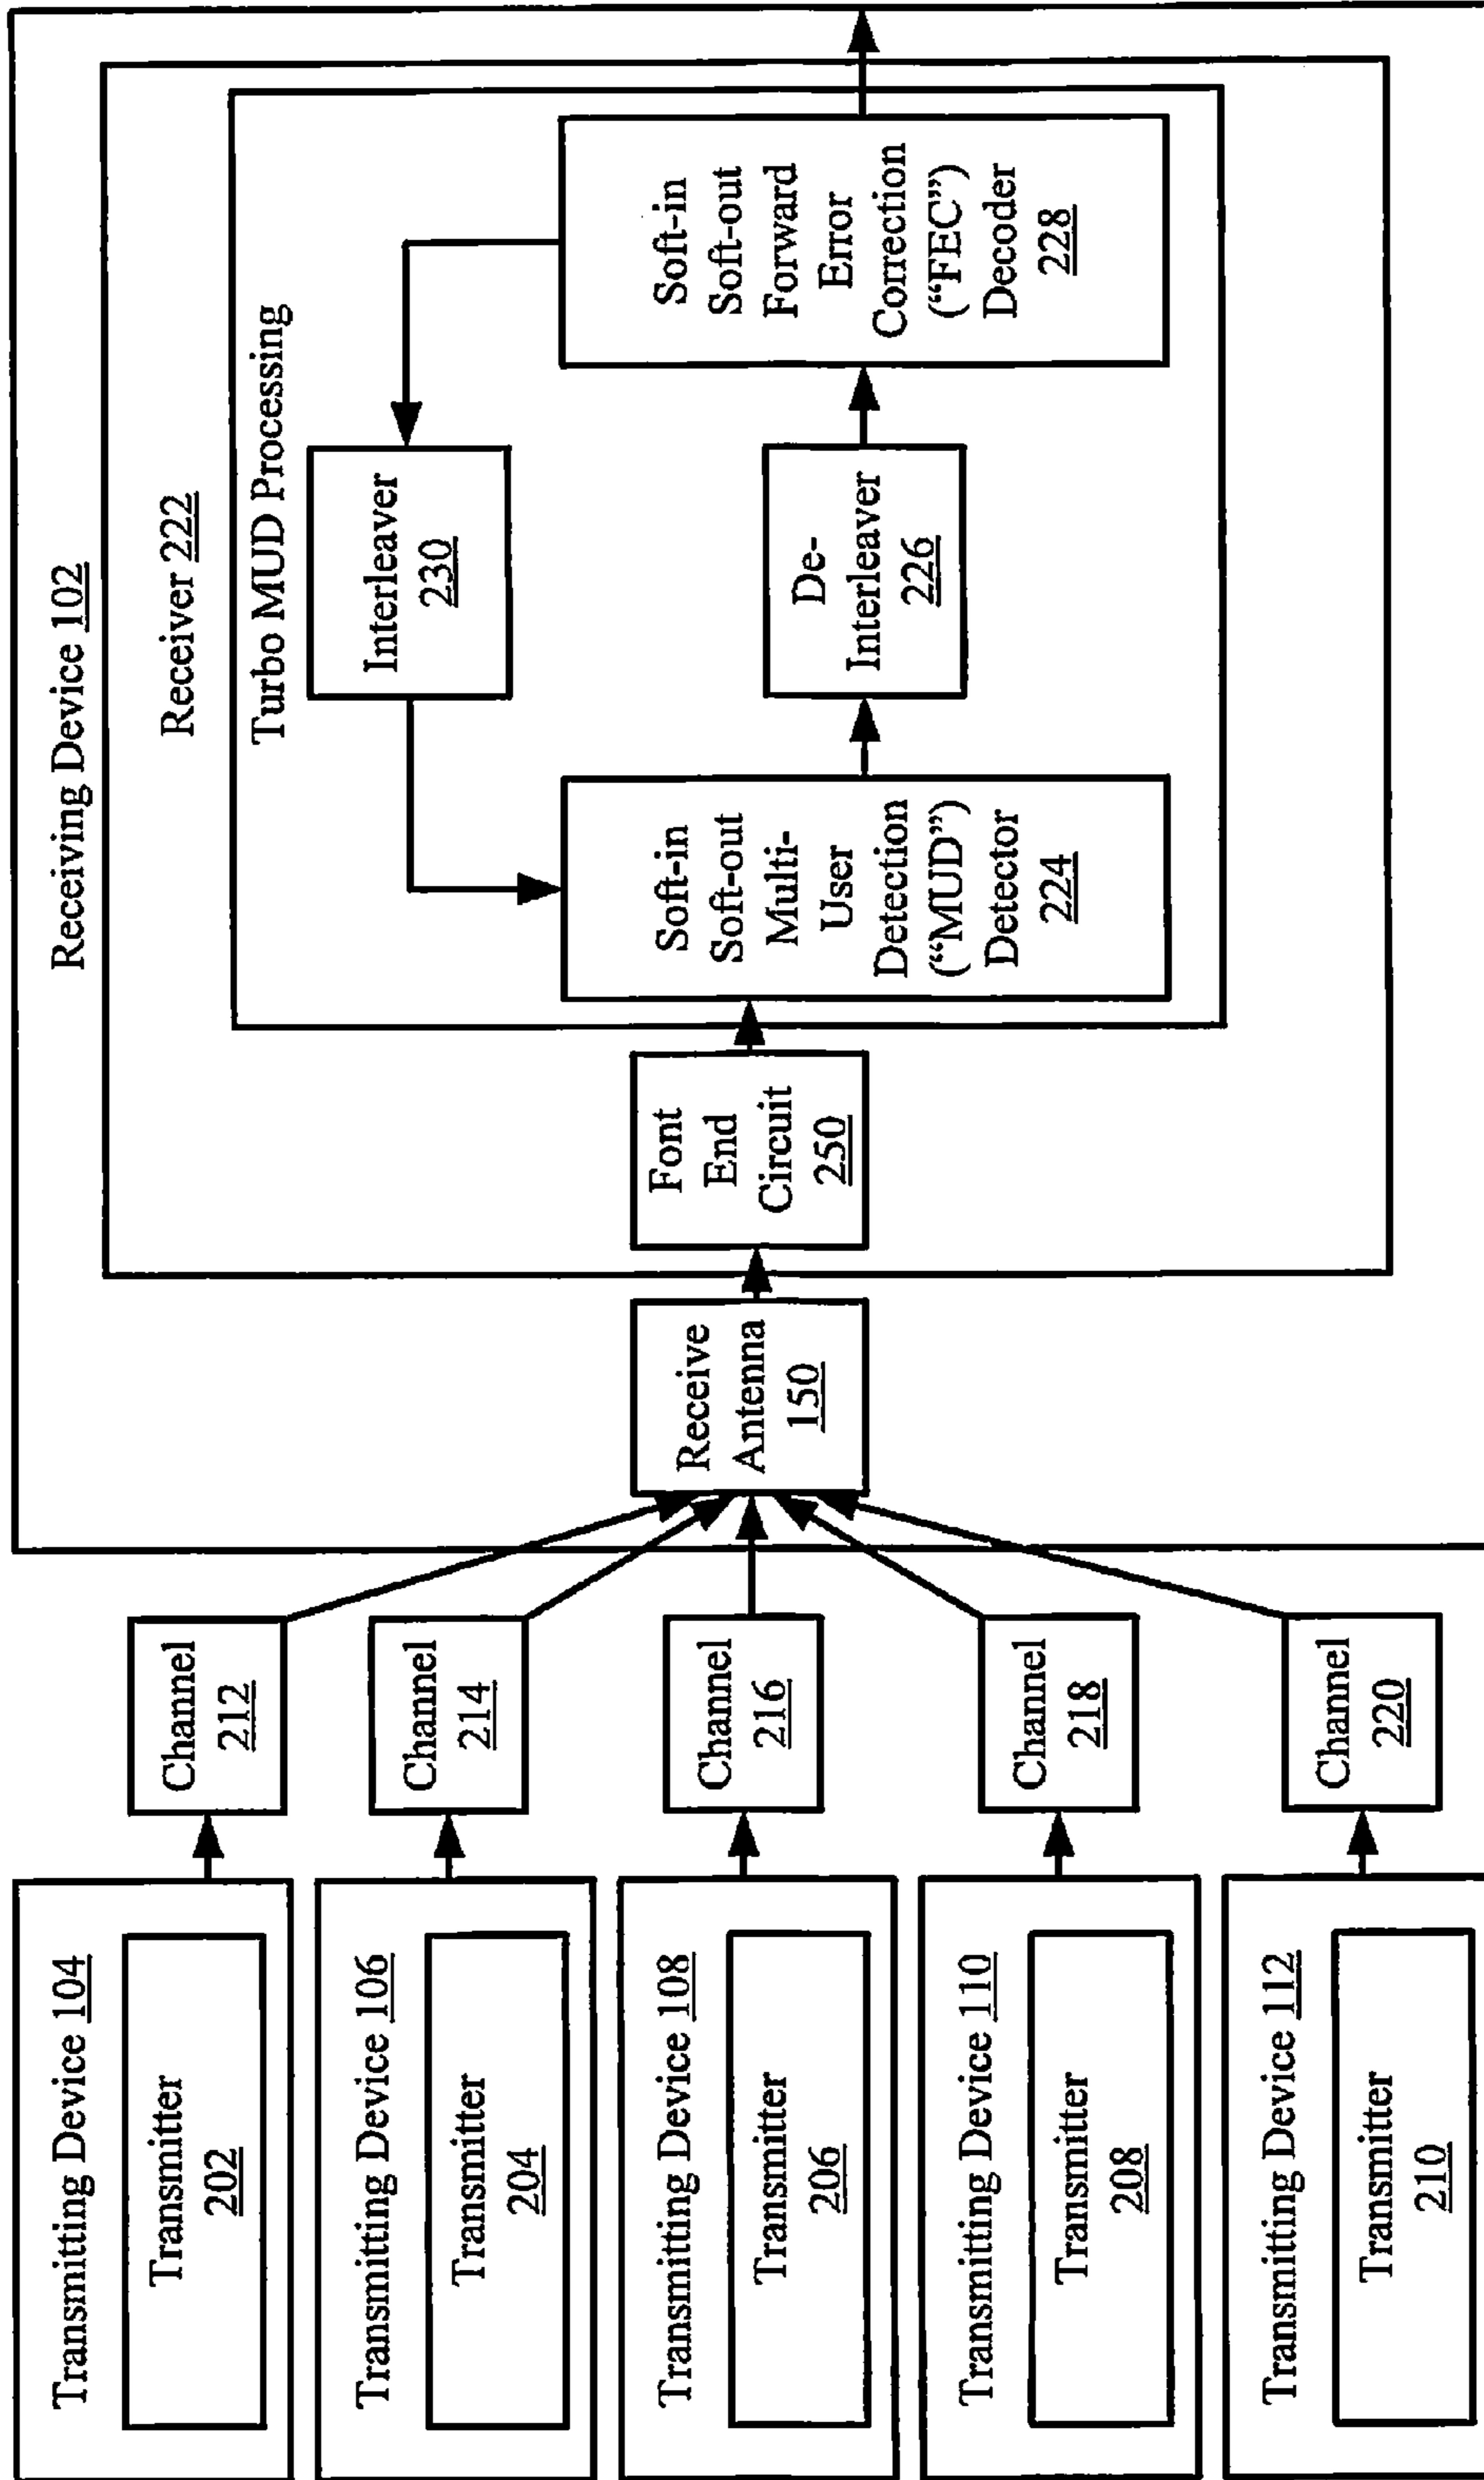 Transmitting Device 104
Transmitter
202
Transmitting Device 106
Transmitter
204
Transmitting Device 108
Transmitter
206
Transmitting Device 110
Transmitter
208
Transmitting Device 112
Transmitter
210
Channel
212
Channel
214
Channel
216
Channel
218
Channel
220
Receiving Device 102
Receive
Antenna
150
Receiver 222
Font
End
Circuit
250
Turbo MUD Processing
Soft-in
Soft-out
Multi-
User
Detection
(“MUD”)
Detector
224
Interleaver
230
De-
Interleaver
226
Soft-in
Soft-out
Forward
Error
Correction
(“FEC”)
Decoder
228